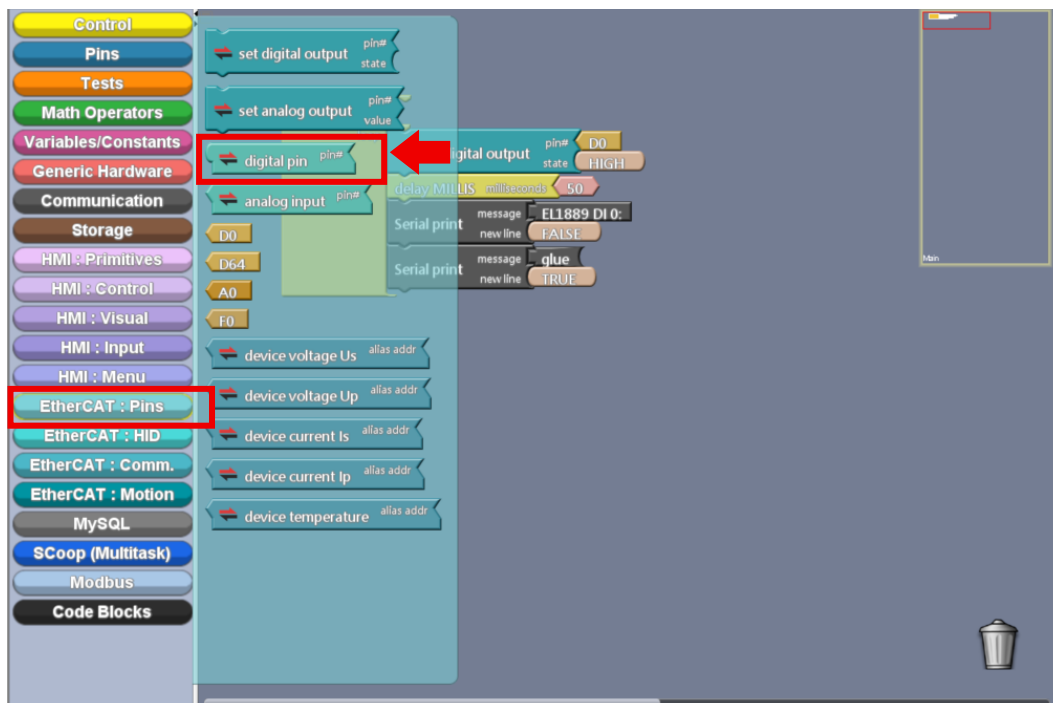 Control
Pins
Tests
Math Operators
Variables/Constants
Generic Hardware
Communication
Storage
HMI : Primitives
HMI : Control
HMI : Visual
HMI : Input
HMI : Menu
EtherCAT : Pins
EtherCAT : HID
EtherCAT : Comm.
EtherCAT : Motion
MySQL
SCoop (Multitask)
Modbus
Code Blocks
set digital output pin# state
set analog output pin# value
digital pin pin#
analog input pin#
D0
D64
A0
E0
device voltage Us alias addr
device voltage Up alias addr
device current Is alias addr
device current Ip alias addr
device temperature alias addr
igital output pin# D0
state HIGH
delay MILLIS milliseconds 50
Serial print message EL1889 DI 0:
new line FALSE
Serial print message glue
new line TRUE
Main